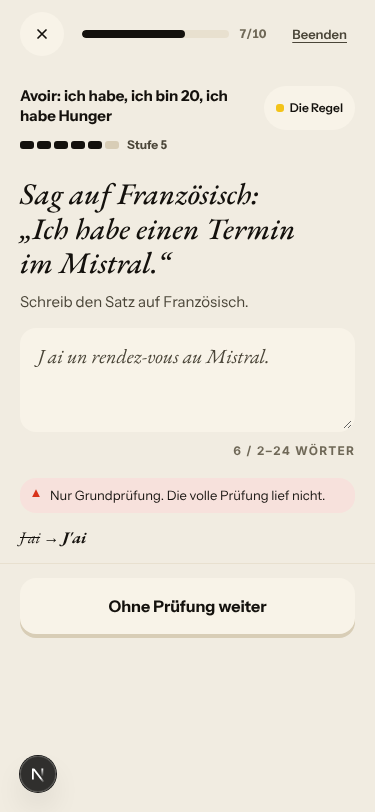 ✕
7/10
Beenden
Avoir: ich habe, ich bin 20, ich
habe Hunger
Die Regel
Stufe 5
Sag auf Französisch:
„Ich habe einen Termin
im Mistral.“
Schreib den Satz auf Französisch.
J ai un rendez-vous au Mistral.
6 / 2–24 WÖRTER
Nur Grundprüfung. Die volle Prüfung lief nicht.
J ai → J'ai
Ohne Prüfung weiter
N